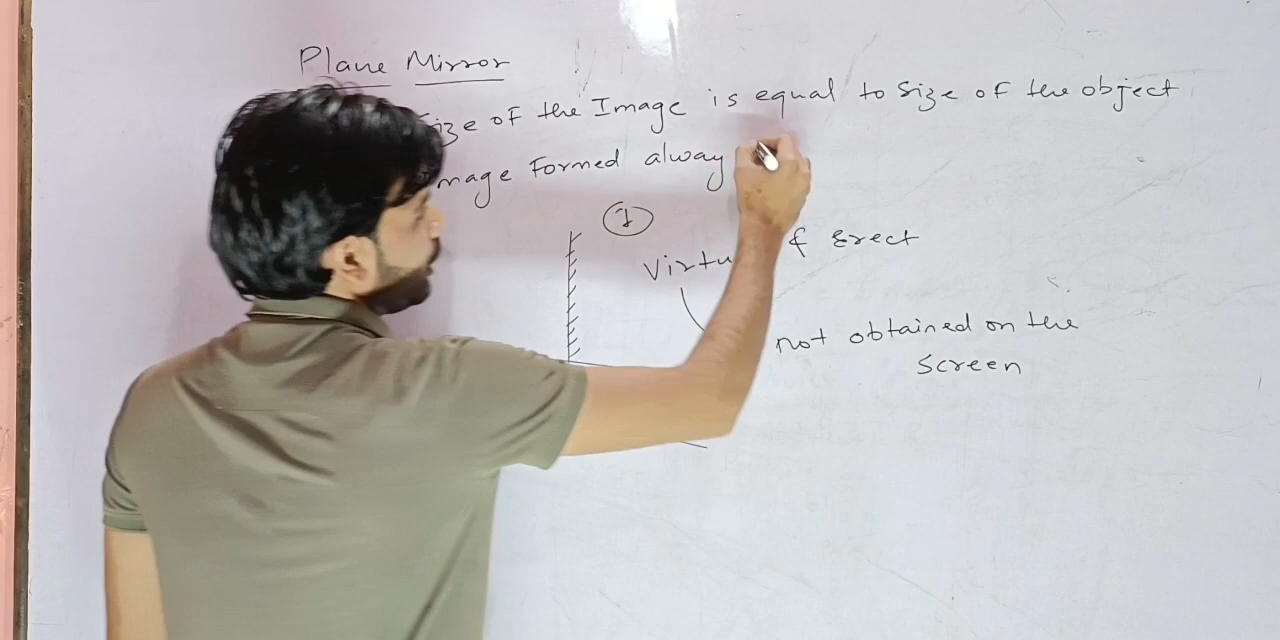 Plane Mirror
ize of the Image is equal to size of the object
mage Formed alway
1
Virtu & Erect
not obtained on the
screen